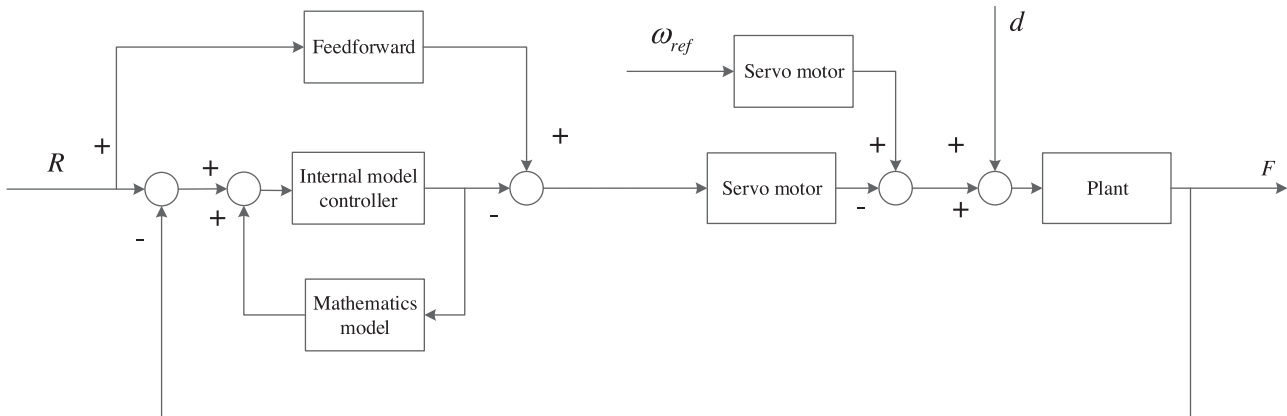 Feedforward
ω_ref
d
Servo motor
+
+
R
+
Internal model
controller
+
-
Servo motor
+
-
+
+
Plant
F
+
-
Mathematics
model